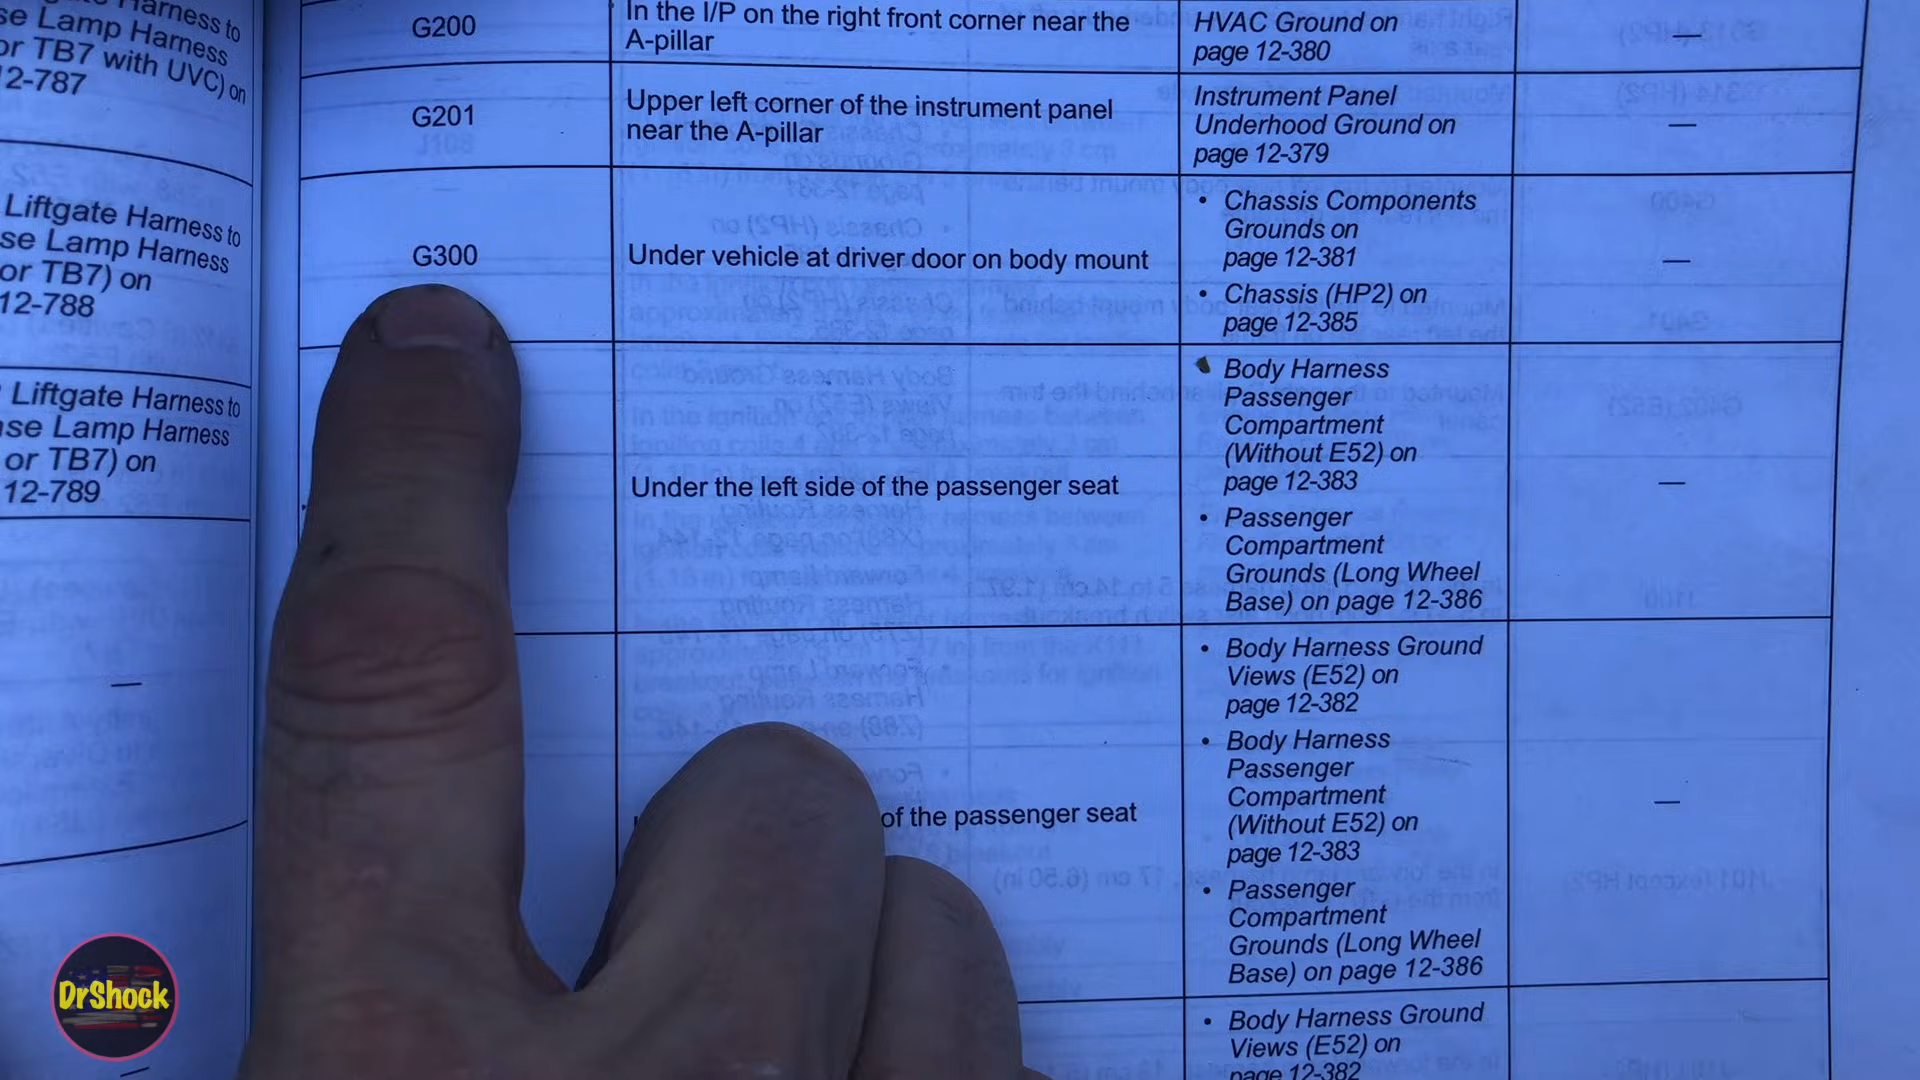 Harness to
se Lamp Harness
or TB7 with UVC) on
12-787
Liftgate Harness to
se Lamp Harness
or TB7) on
12-788
Liftgate Harness to
ase Lamp Harness
or TB7) on
12-789
—
—
G200
In the I/P on the right front corner near the
A-pillar
HVAC Ground on
page 12-380
—
G201
Upper left corner of the instrument panel
near the A-pillar
Instrument Panel
Underhood Ground on
page 12-379
—
G300
Under vehicle at driver door on body mount
• Chassis Components
Grounds on
page 12-381
• Chassis (HP2) on
page 12-385
—
Under the left side of the passenger seat
Body Harness
Passenger
Compartment
(Without E52) on
page 12-383
• Passenger
Compartment
Grounds (Long Wheel
Base) on page 12-386
—
of the passenger seat
• Body Harness Ground
Views (E52) on
page 12-382
• Body Harness
Passenger
Compartment
(Without E52) on
page 12-383
• Passenger
Compartment
Grounds (Long Wheel
Base) on page 12-386
—
• Body Harness Ground
Views (E52) on
page 12-382
DrShock